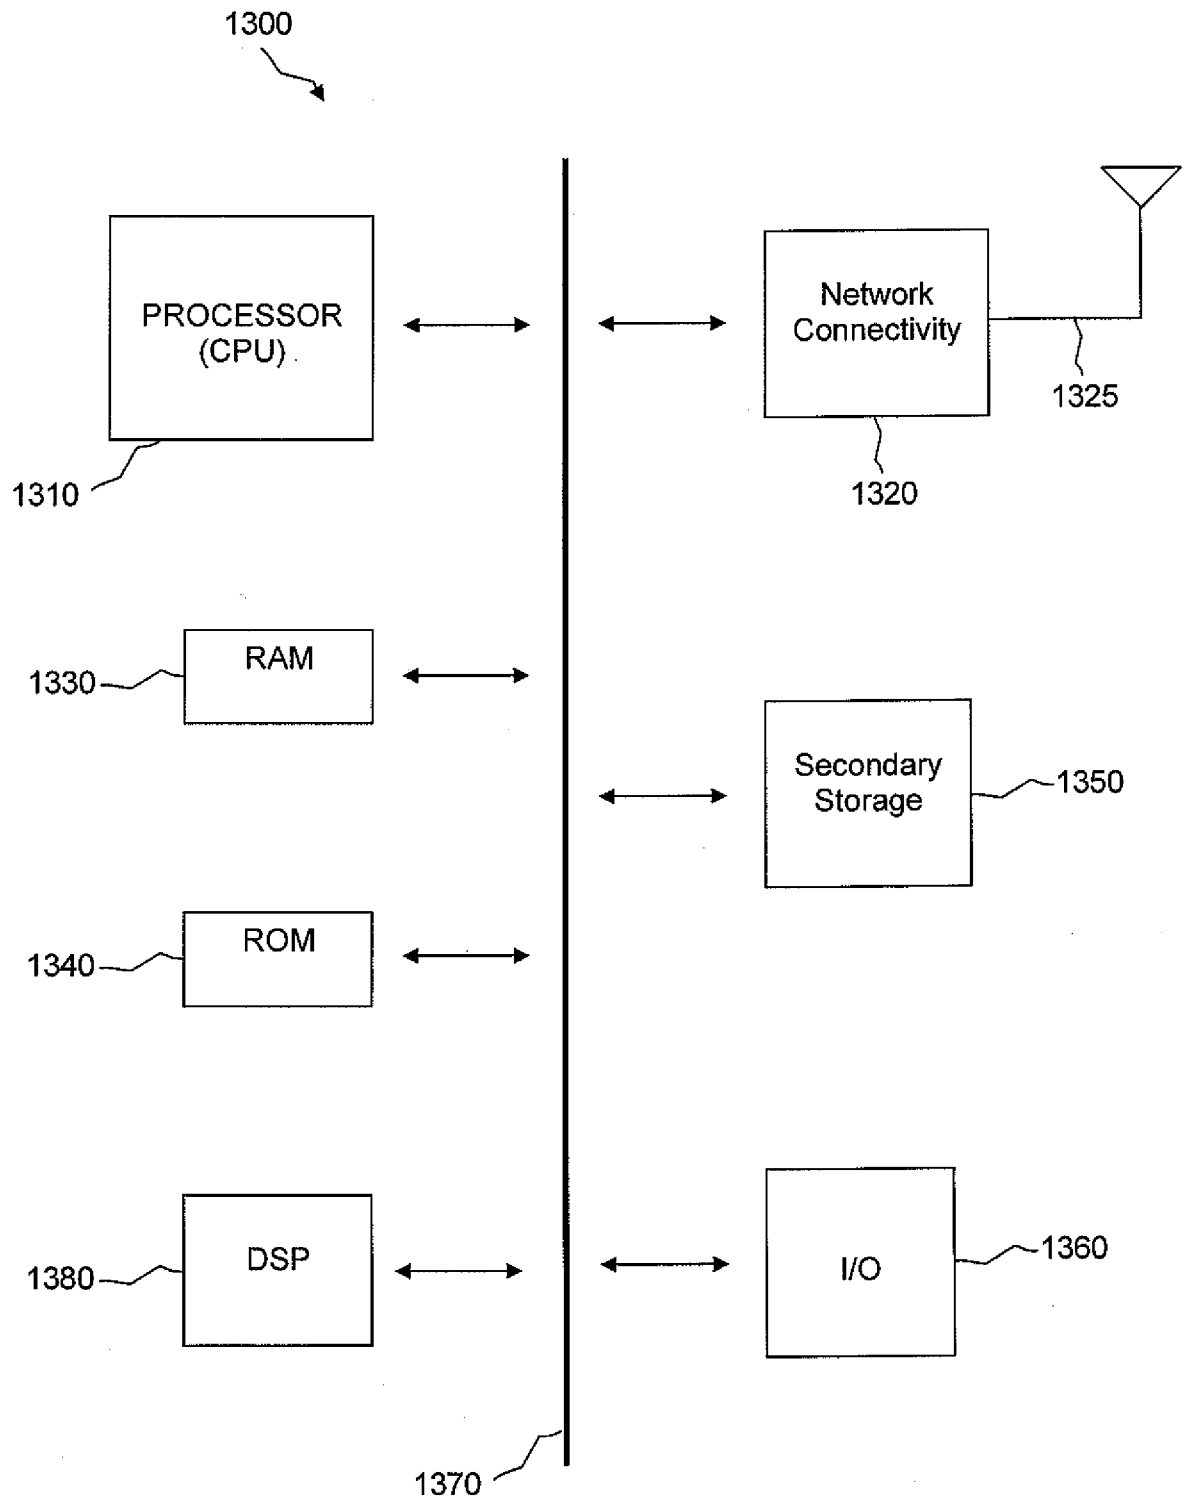 1300
PROCESSOR
(CPU)
1310
Network
Connectivity
1325
1320
RAM
1330
Secondary
Storage
1350
ROM
1340
DSP
1380
I/O
1360
1370